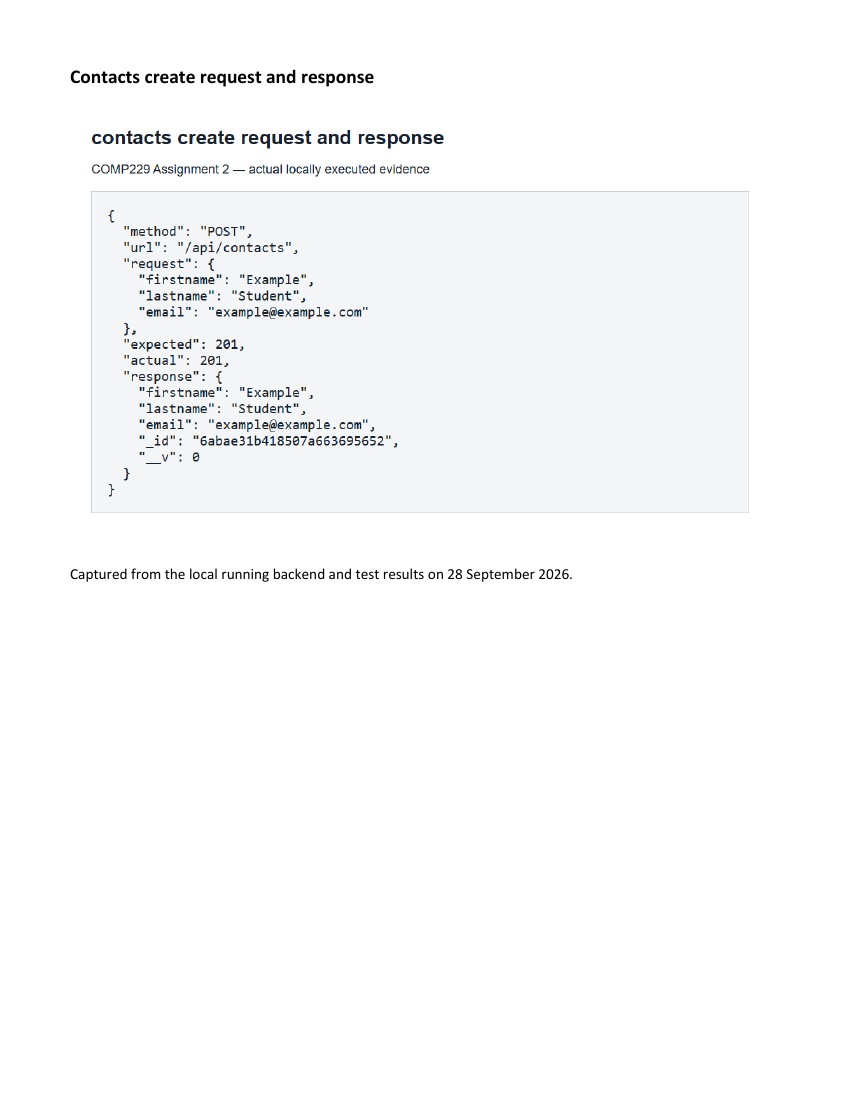 Contacts create request and response
contacts create request and response
COMP229 Assignment 2 — actual locally executed evidence
{
  "method": "POST",
  "url": "/api/contacts",
  "request": {
    "firstname": "Example",
    "lastname": "Student",
    "email": "example@example.com"
  },
  "expected": 201,
  "actual": 201,
  "response": {
    "firstname": "Example",
    "lastname": "Student",
    "email": "example@example.com",
    "_id": "6abae31b418507a663695652",
    "__v": 0
  }
}
Captured from the local running backend and test results on 28 September 2026.